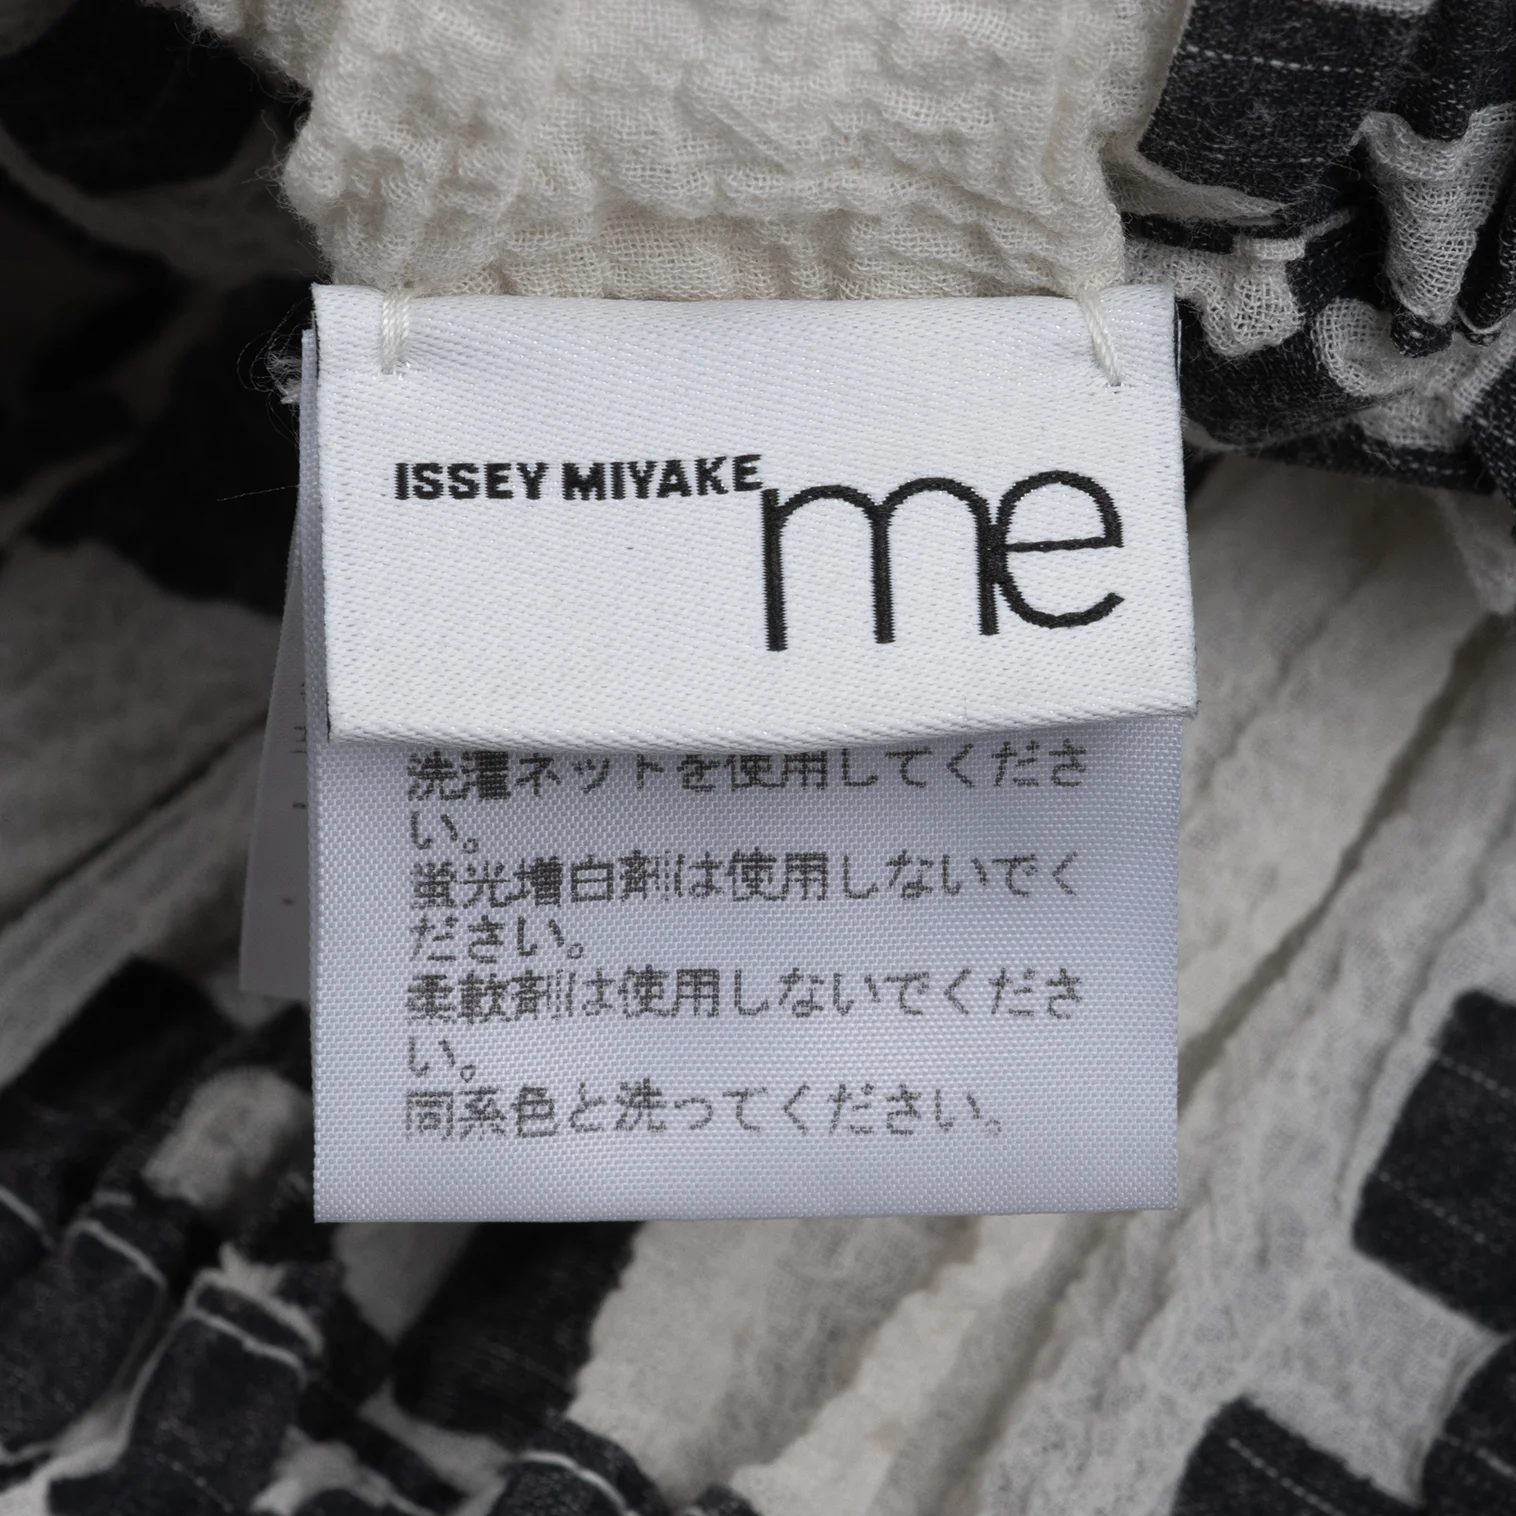 ISSEY MIYAKE
me
洗濯ネットを使用してくださ
い。
蛍光増白剤は使用しないでく
ださい。
柔軟剤は使用しないでくださ
い。
同系色と洗ってください。